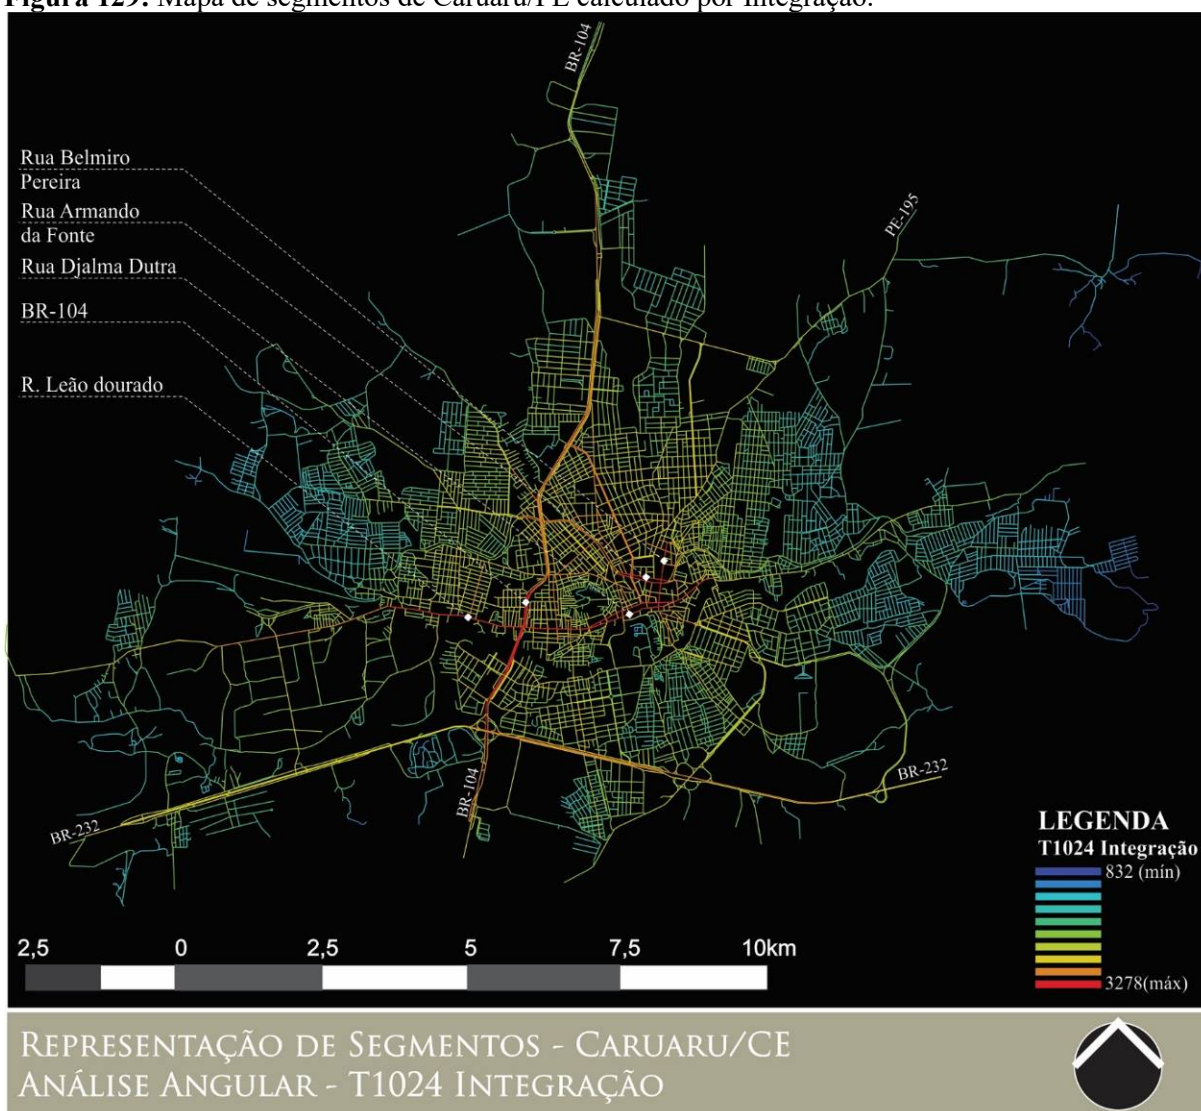 Figura 129: Mapa de segmentos de Caruaru/PE calculado por Integração.
BR-104
Rua Belmiro
Pereira
Rua Armando
da Fonte
Rua Djalma Dutra
BR-104
R. Leão dourado
PE-195
BR-232
BR-104
BR-232
LEGENDA
T1024 Integração
832 (mín)
3278(máx)
2,5 0 2,5 5 7,5 10km
REPRESENTAÇÃO DE SEGMENTOS - CARUARU/CE
ANÁLISE ANGULAR - T1024 INTEGRAÇÃO